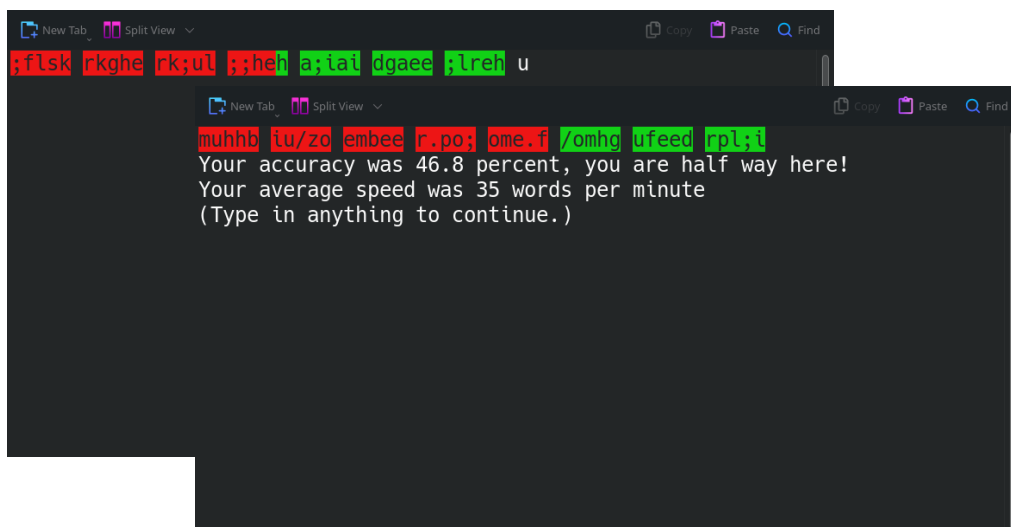 New Tab Split View Copy Paste Find
;flsk rkghe rk;ul ;;heh a;iai dgaee ;lreh u
New Tab Split View Copy Paste Find
muhhb iu/zo embee r.po; ome.f /omhg ufeed rpl;i
Your accuracy was 46.8 percent, you are half way here!
Your average speed was 35 words per minute
(Type in anything to continue.)